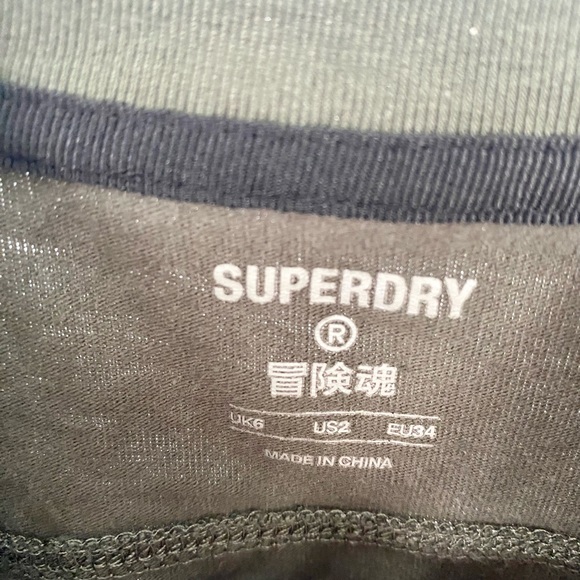 SUPERDRY
®
冒険魂
UK6 US2 EU34
MADE IN CHINA